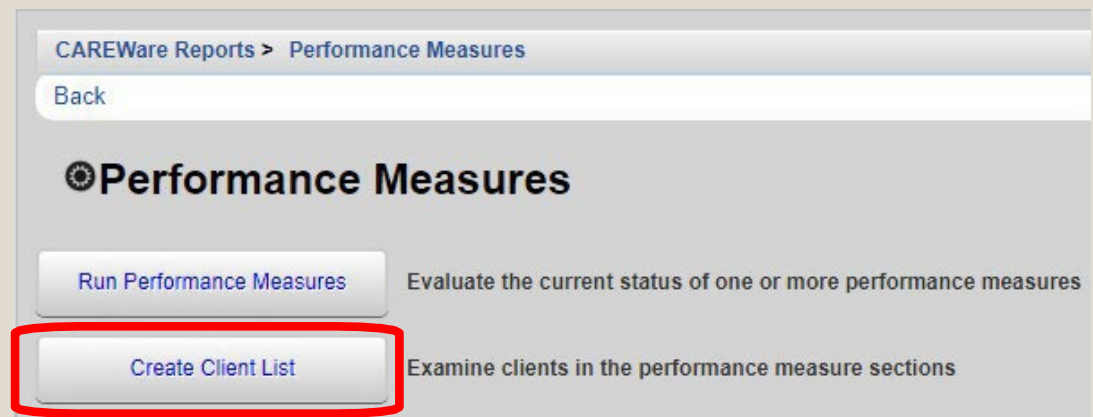 CAREWare Reports > Performance Measures
Back
Performance Measures
Run Performance Measures Evaluate the current status of one or more performance measures
Create Client List Examine clients in the performance measure sections